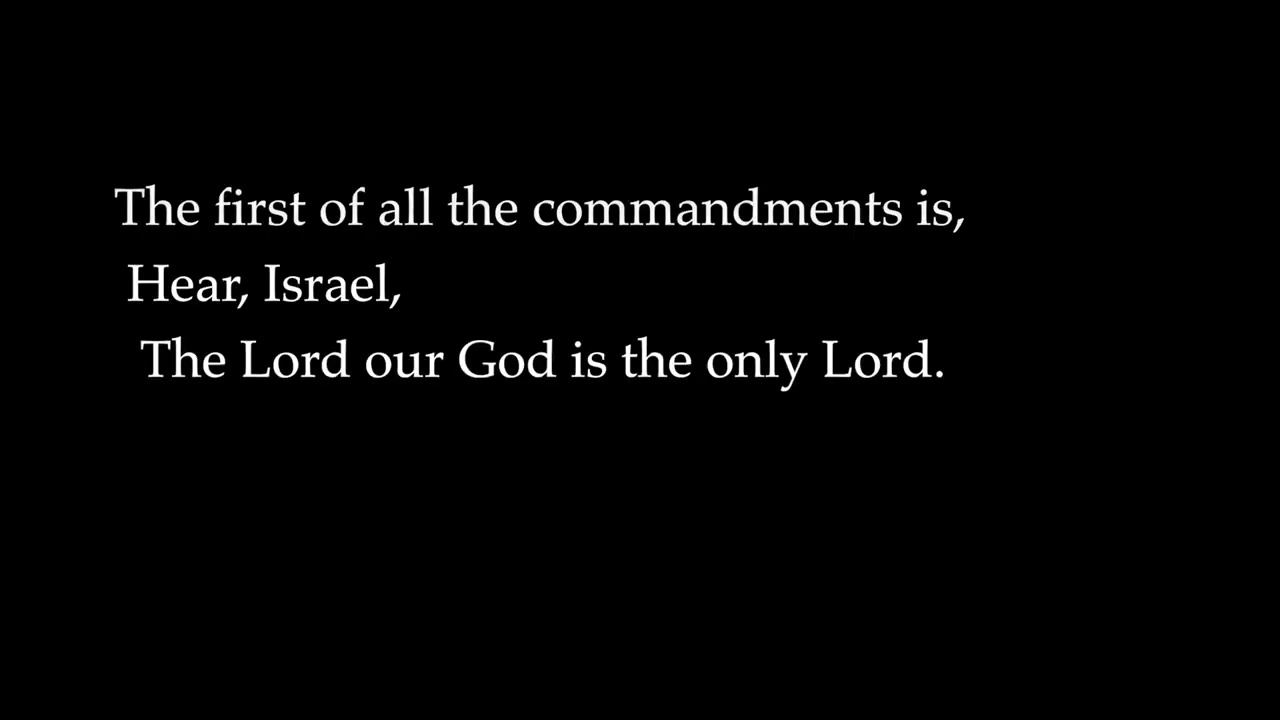 The first of all the commandments is,
Hear, Israel,
The Lord our God is the only Lord.